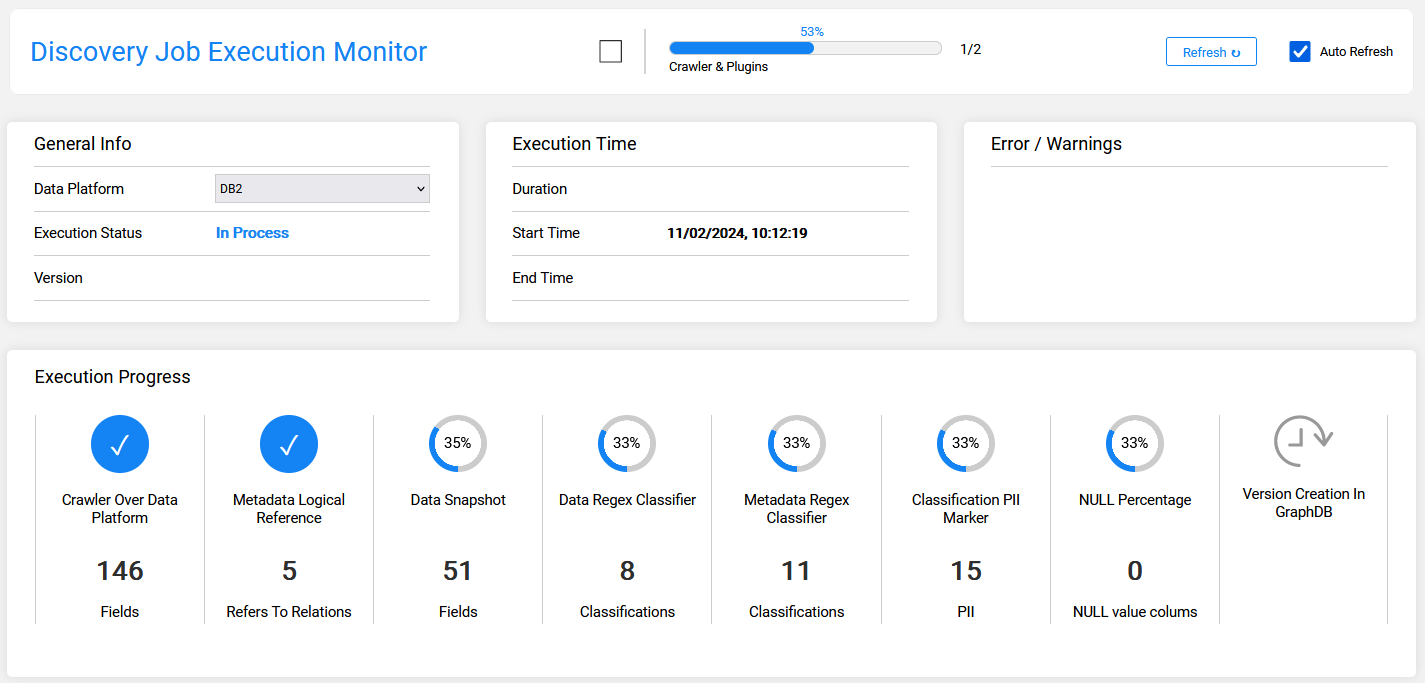 Discovery Job Execution Monitor
53%
Crawler & Plugins
1/2
Refresh ↻
Auto Refresh
General Info
Data Platform
DB2
Execution Status
In Process
Version
Execution Time
Duration
Start Time
11/02/2024, 10:12:19
End Time
Error / Warnings
Execution Progress
Crawler Over Data
Platform
146
Fields
Metadata Logical
Reference
5
Refers To Relations
35%
Data Snapshot
51
Fields
33%
Data Regex Classifier
8
Classifications
33%
Metadata Regex
Classifier
11
Classifications
33%
Classification PII
Marker
15
PII
33%
NULL Percentage
0
NULL value colums
Version Creation In
GraphDB